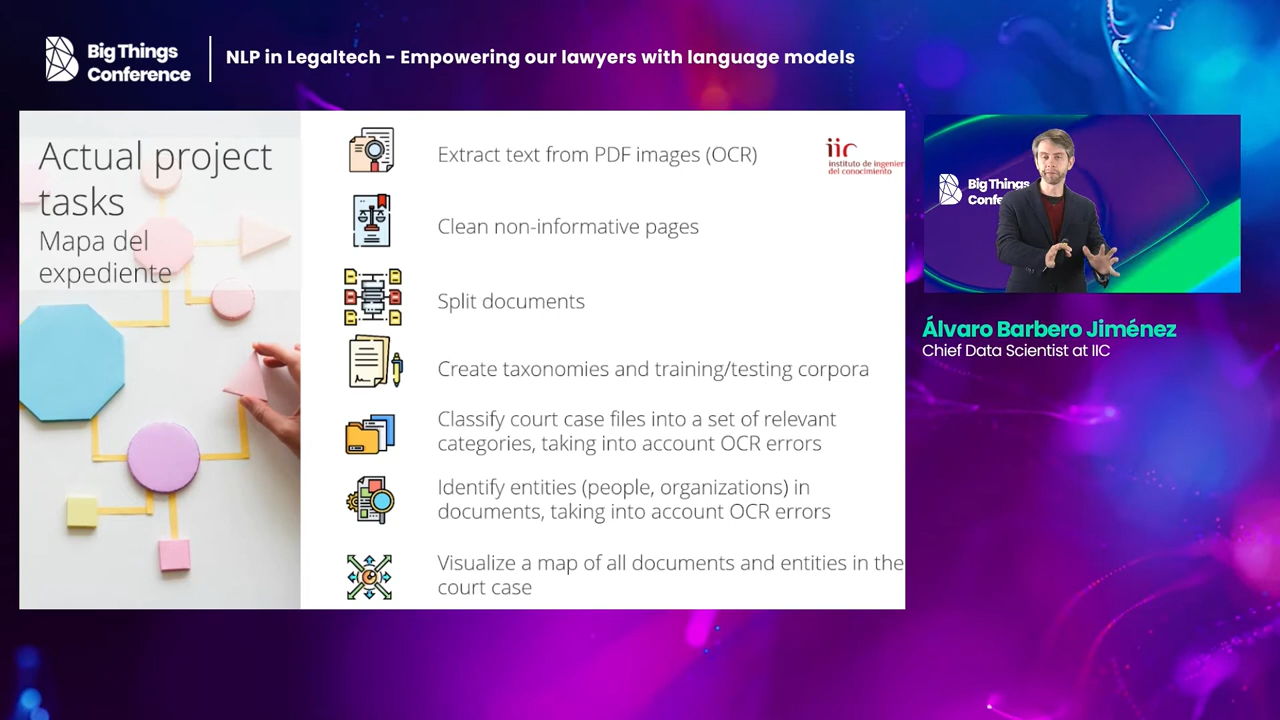 Big Things
Conference
NLP in Legaltech - Empowering our lawyers with language models
Actual project
tasks
Mapa del
expediente
Extract text from PDF images (OCR)
iic
instituto de ingenier
del conocimiento
Clean non-informative pages
Split documents
Create taxonomies and training/testing corpora
Classify court case files into a set of relevant
categories, taking into account OCR errors
Identify entities (people, organizations) in
documents, taking into account OCR errors
Visualize a map of all documents and entities in the
court case
Big Things
Confe
Álvaro Barbero Jiménez
Chief Data Scientist at IIC